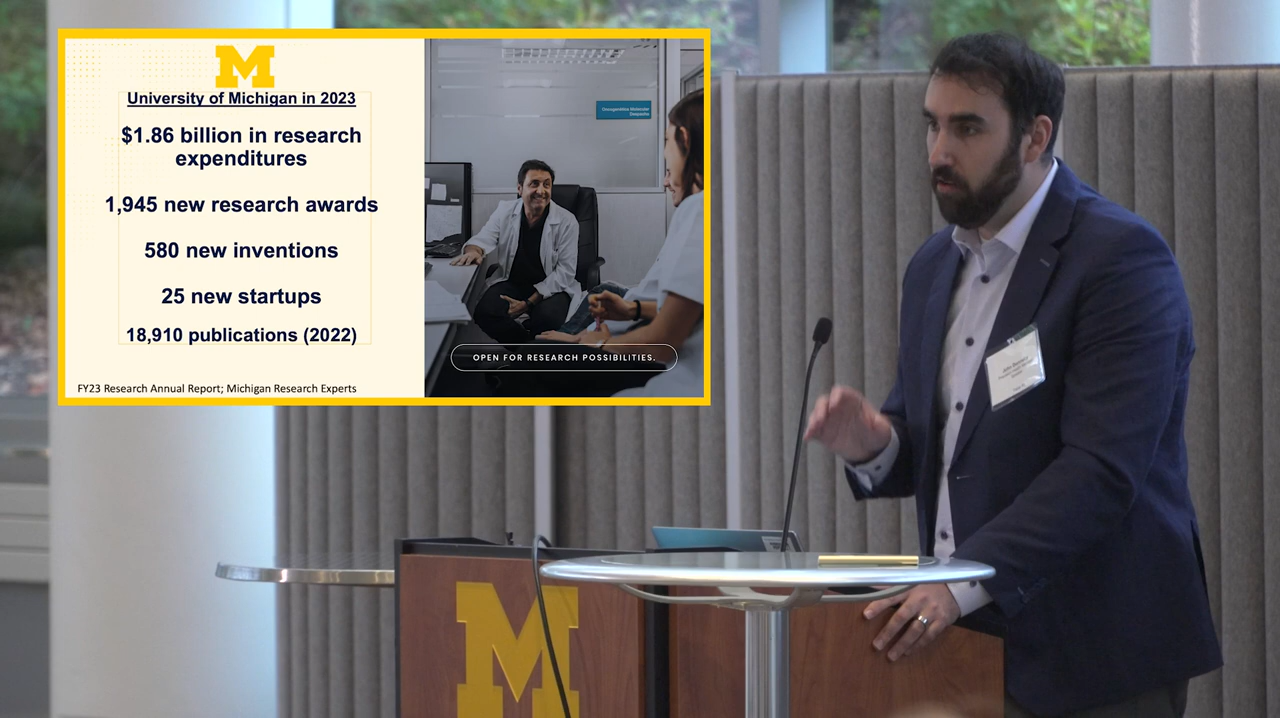 M
University of Michigan in 2023
$1.86 billion in research
expenditures
1,945 new research awards
580 new inventions
25 new startups
18,910 publications (2022)
FY23 Research Annual Report; Michigan Research Experts
OPEN FOR RESEARCH POSSIBILITIES.
M